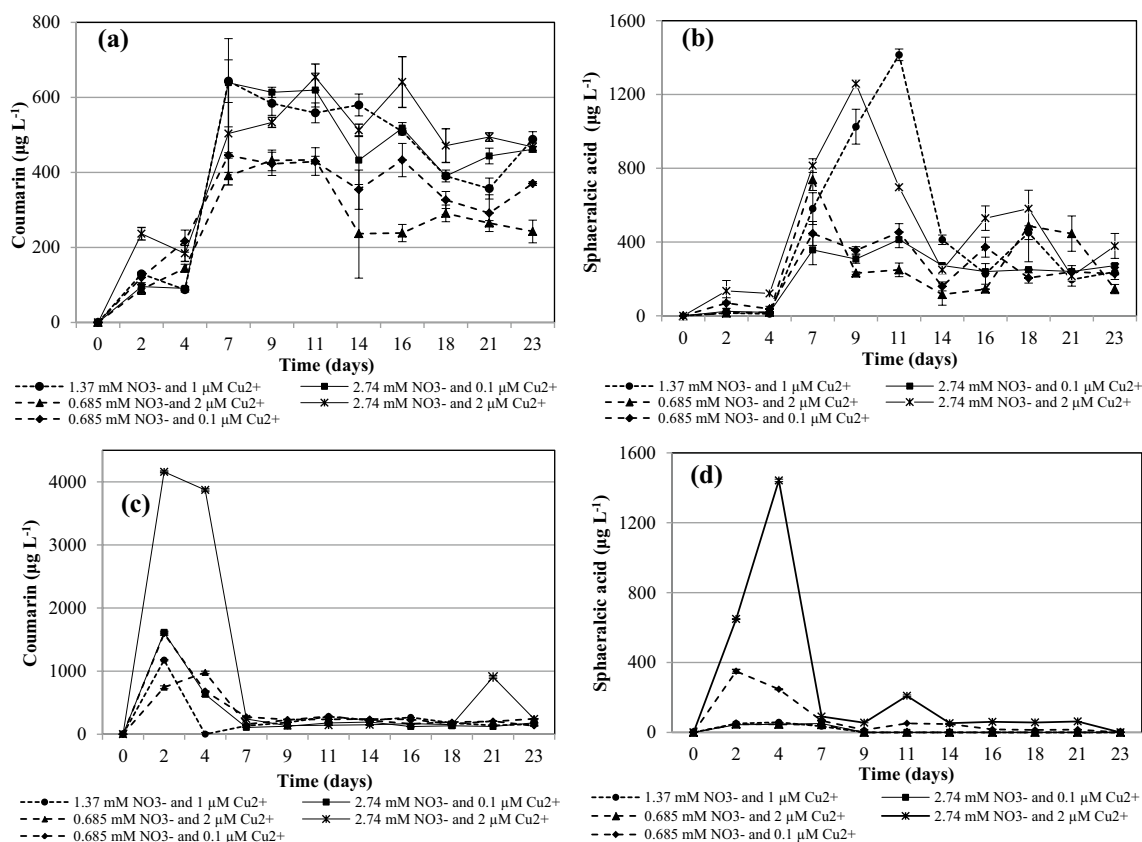 (a)
Coumarin (µg L-1)
800
600
400
200
0
0 2 4 7 9 11 14 16 18 21 23
Time (days)
1.37 mM NO3- and 1 µM Cu2+
2.74 mM NO3- and 0.1 µM Cu2+
0.685 mM NO3-and 2 µM Cu2+
2.74 mM NO3- and 2 µM Cu2+
0.685 mM NO3- and 0.1 µM Cu2+
(b)
Sphaeralcic acid (µg L-1)
1600
1200
800
400
0
0 2 4 7 9 11 14 16 18 21 23
Time (days)
1.37 mM NO3- and 1 µM Cu2+
2.74 mM NO3- and 0.1 µM Cu2+
0.685 mM NO3- and 2 µM Cu2+
2.74 mM NO3- and 2 µM Cu2+
0.685 mM NO3- and 0.1 µM Cu2+
(c)
Coumarin (µg L-1)
4000
3000
2000
1000
0
0 2 4 7 9 11 14 16 18 21 23
Time (days)
1.37 mM NO3- and 1 µM Cu2+
2.74 mM NO3- and 0.1 µM Cu2+
0.685 mM NO3- and 2 µM Cu2+
2.74 mM NO3- and 2 µM Cu2+
0.685 mM NO3- and 0.1 µM Cu2+
(d)
Sphaeralcic acid (µg L-1)
1600
1200
800
400
0
0 2 4 7 9 11 14 16 18 21 23
Time (days)
1.37 mM NO3- and 1 µM Cu2+
2.74 mM NO3- and 0.1 µM Cu2+
0.685 mM NO3- and 2 µM Cu2+
2.74 mM NO3- and 2 µM Cu2+
0.685 mM NO3- and 0.1 µM Cu2+